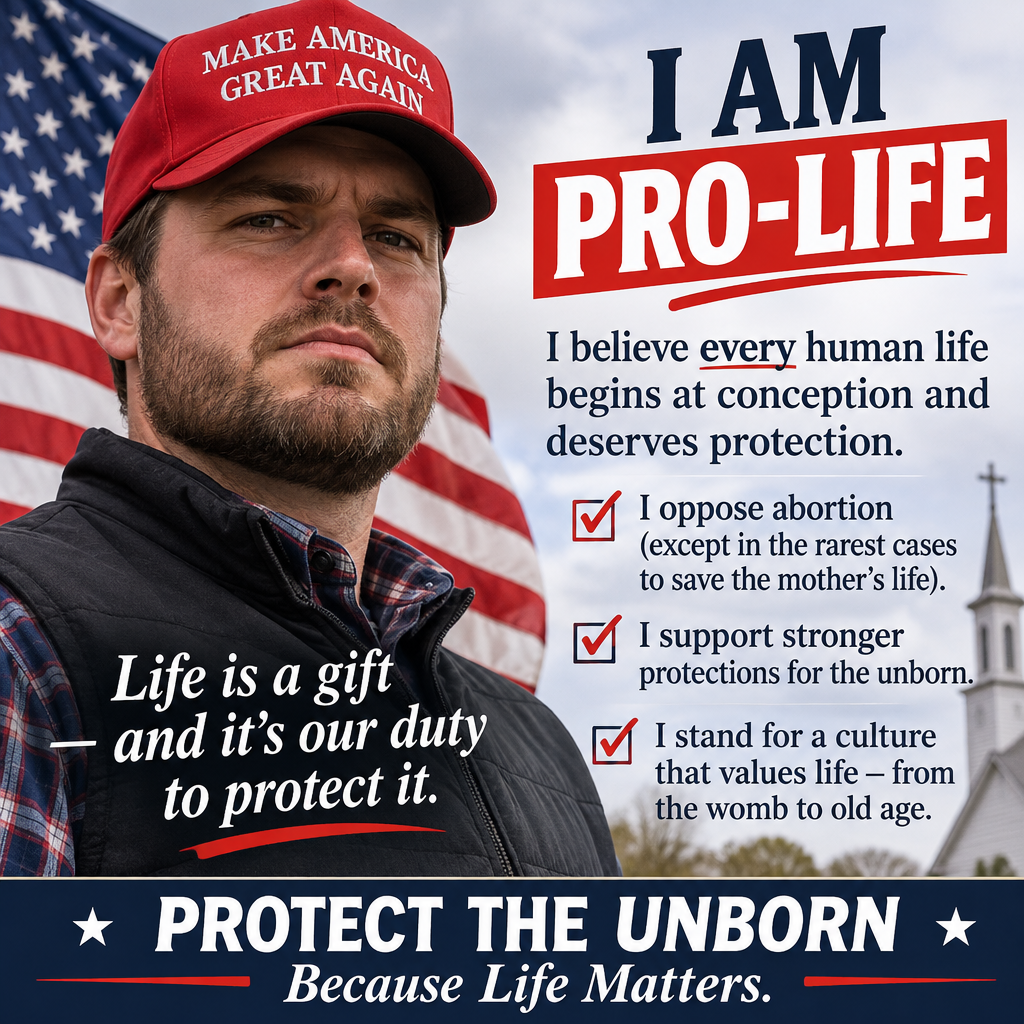 MAKE AMERICA
GREAT AGAIN
I AM
PRO-LIFE
I believe every human life
begins at conception and
deserves protection.
I oppose abortion
(except in the rarest cases
to save the mother's life).
I support stronger
protections for the unborn.
I stand for a culture
that values life – from
the womb to old age.
Life is a gift
— and it's our duty
to protect it.
PROTECT THE UNBORN
Because Life Matters.